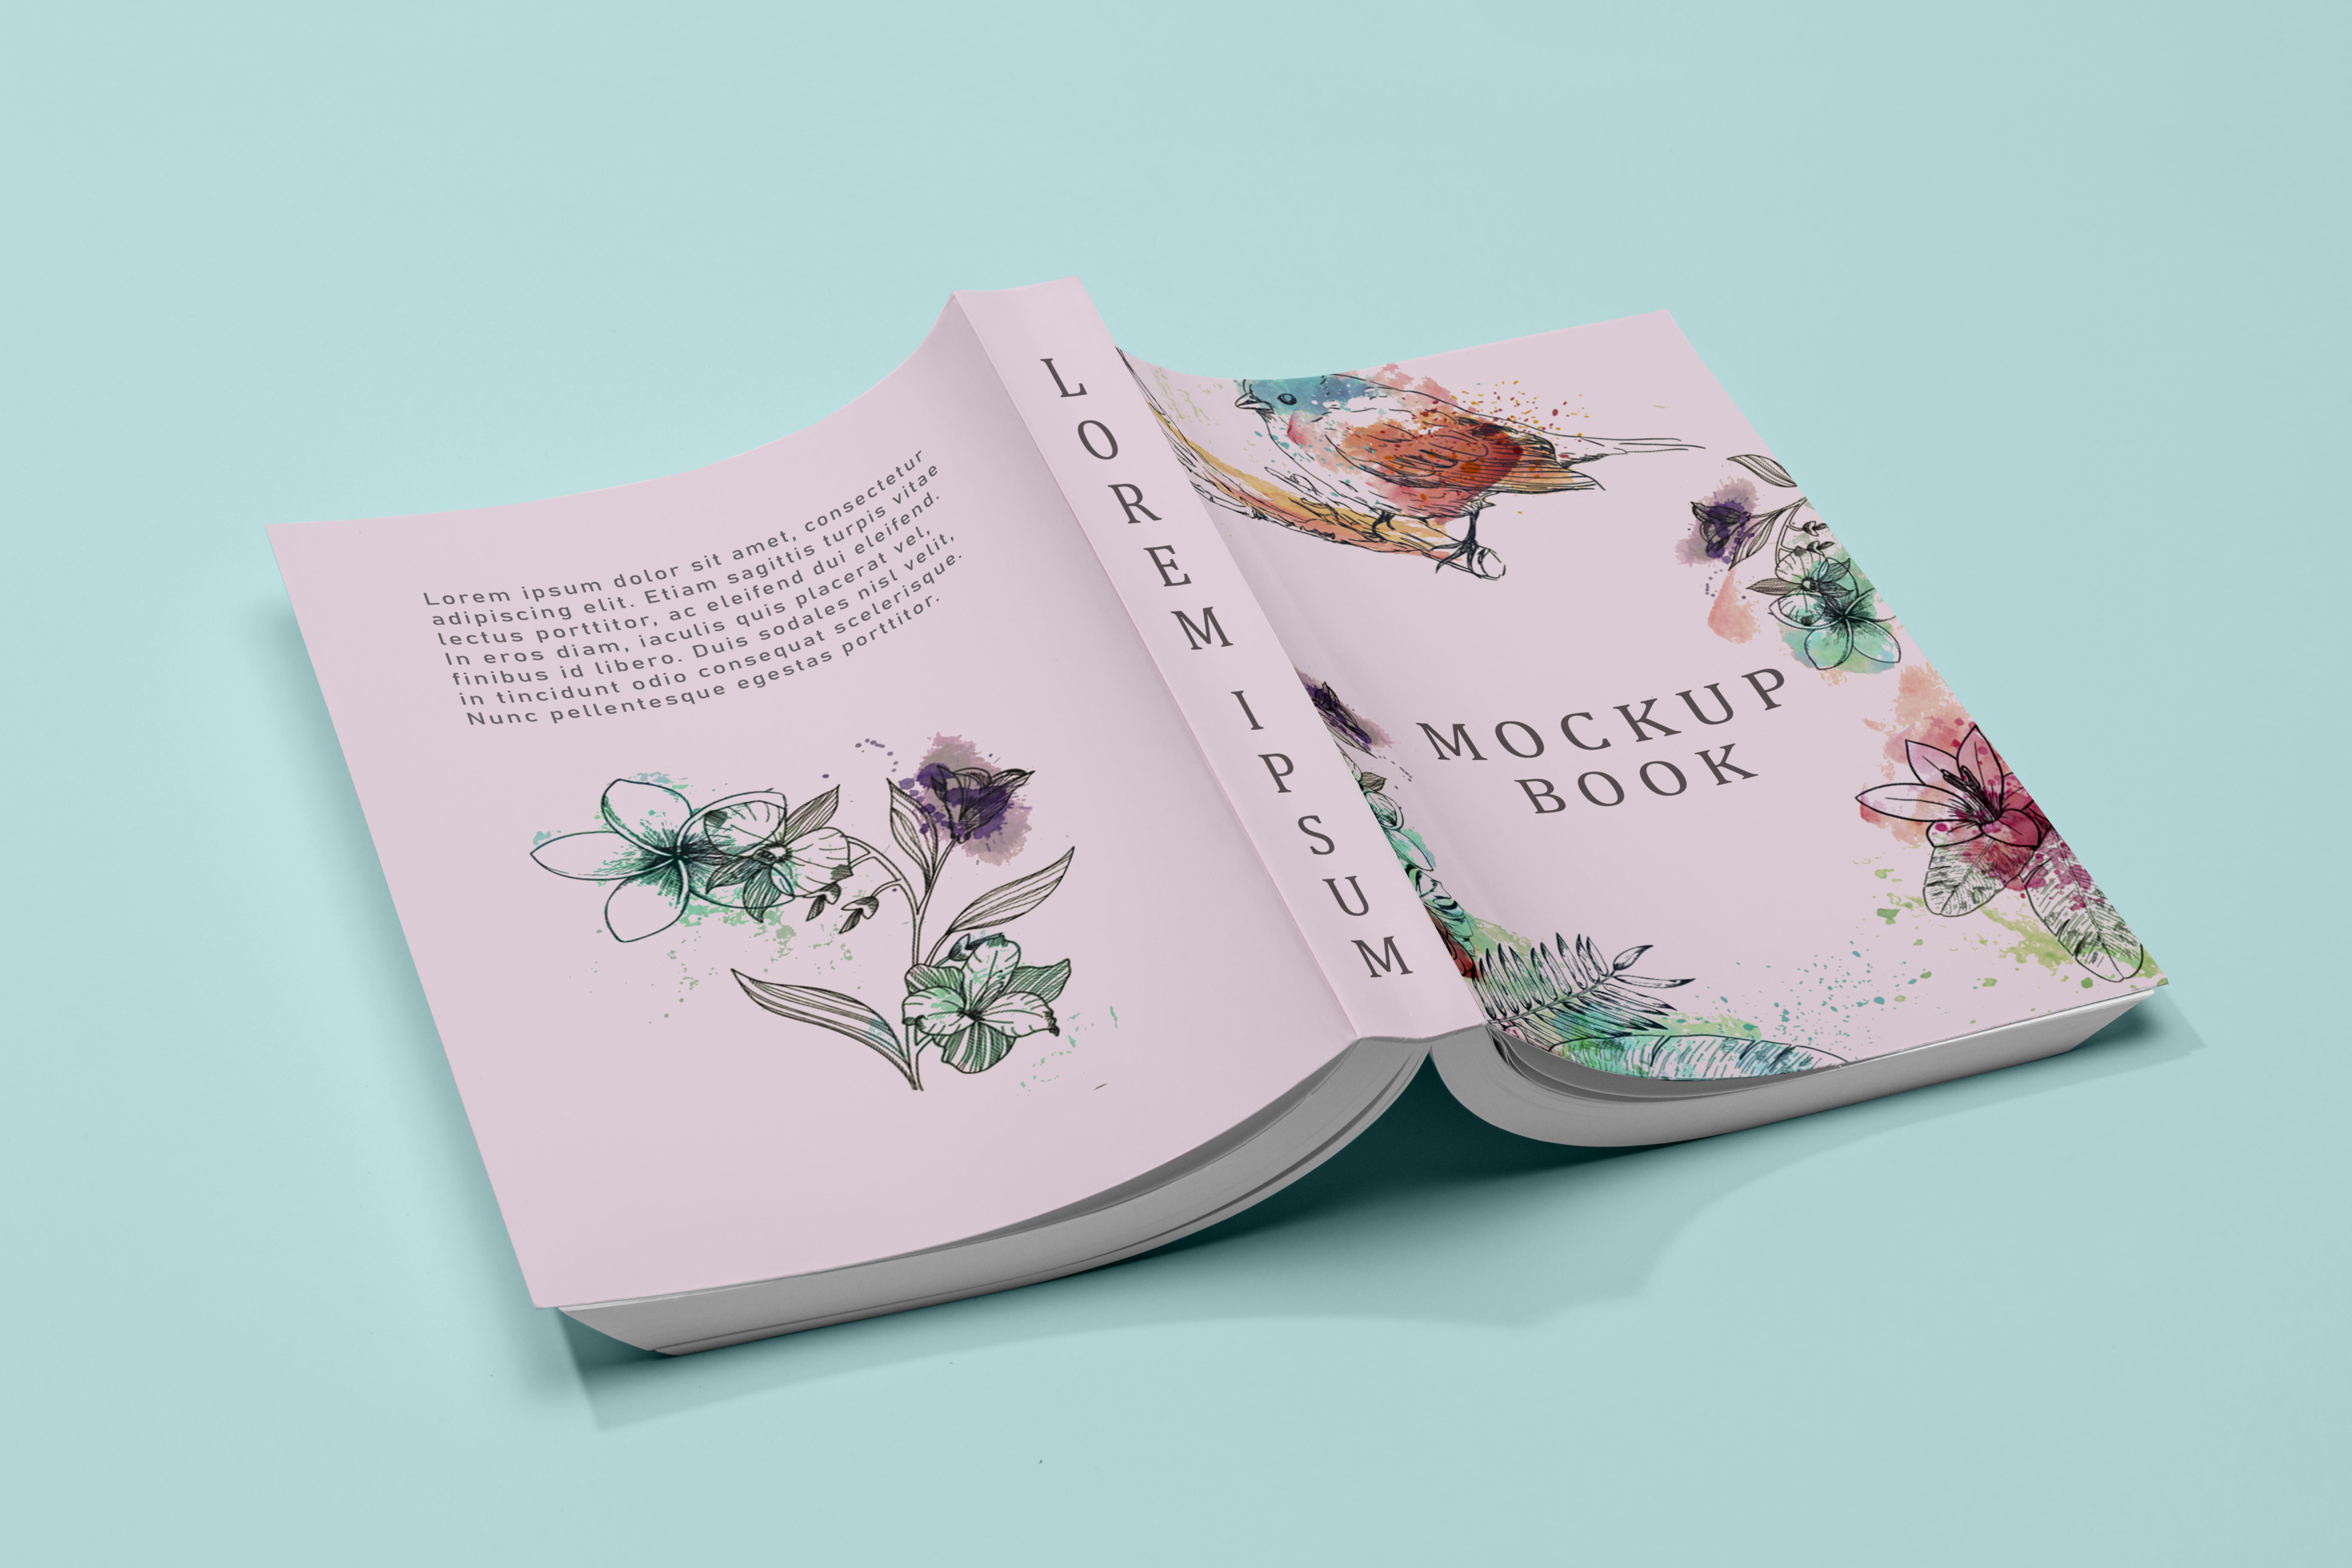 Lorem ipsum dolor sit amet, consectetur
adipiscing elit. Etiam sagittis turpis vitae
lectus porttitor, ac eleifend dui eleifend.
In eros diam, iaculis quis placerat vel,
finibus id libero. Duis sodales nisl velit,
in tincidunt odio consequat scelerisque.
Nunc pellentesque egestas porttitor.
LOREM IPSUM
MOCKUP
BOOK